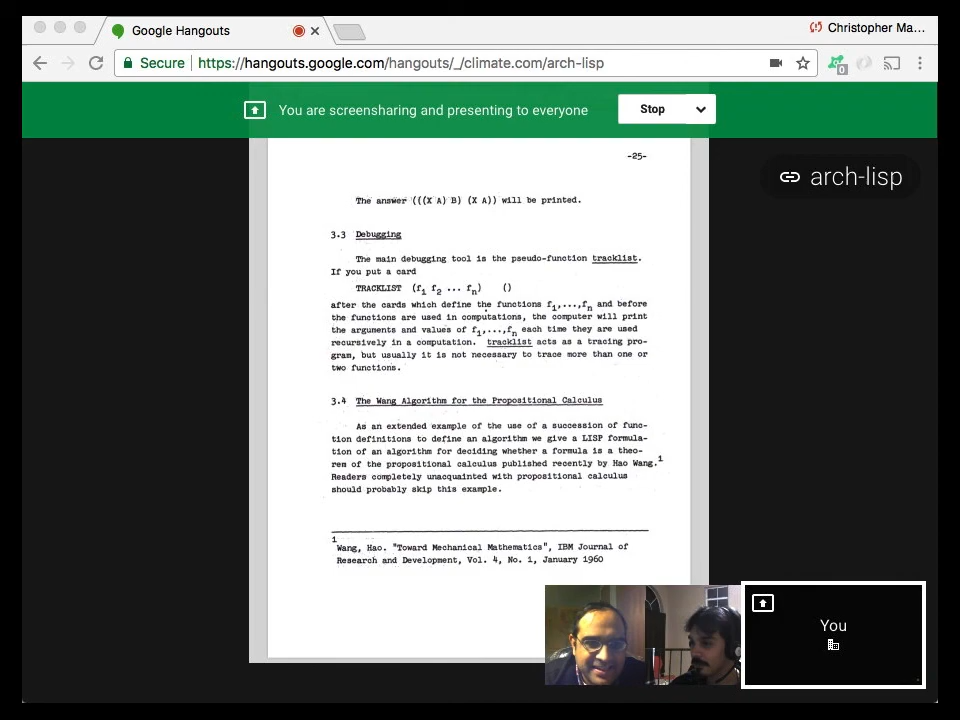 Google Hangouts
Christopher Ma...
Secure https://hangouts.google.com/hangouts/_/climate.com/arch-lisp
0
You are screensharing and presenting to everyone
Stop
arch-lisp
-25-
The answer (((X A) B) (X A)) will be printed.
3.3 Debugging
The main debugging tool is the pseudo-function tracklist.
If you put a card
TRACKLIST (f1 f2 ... fn) ()
after the cards which define the functions f1,...,fn and before
the functions are used in computations, the computer will print
the arguments and values of f1,...,fn each time they are used
recursively in a computation. tracklist acts as a tracing pro-
gram, but usually it is not necessary to trace more than one or
two functions.
3.4 The Wang Algorithm for the Propositional Calculus
As an extended example of the use of a succession of func-
tion definitions to define an algorithm we give a LISP formula-
tion of an algorithm for deciding whether a formula is a theo-
rem of the propositional calculus published recently by Hao Wang.1
Readers completely unacquainted with propositional calculus
should probably skip this example.
1
Wang, Hao. "Toward Mechanical Mathematics", IBM Journal of
Research and Development, Vol. 4, No. 1, January 1960
You